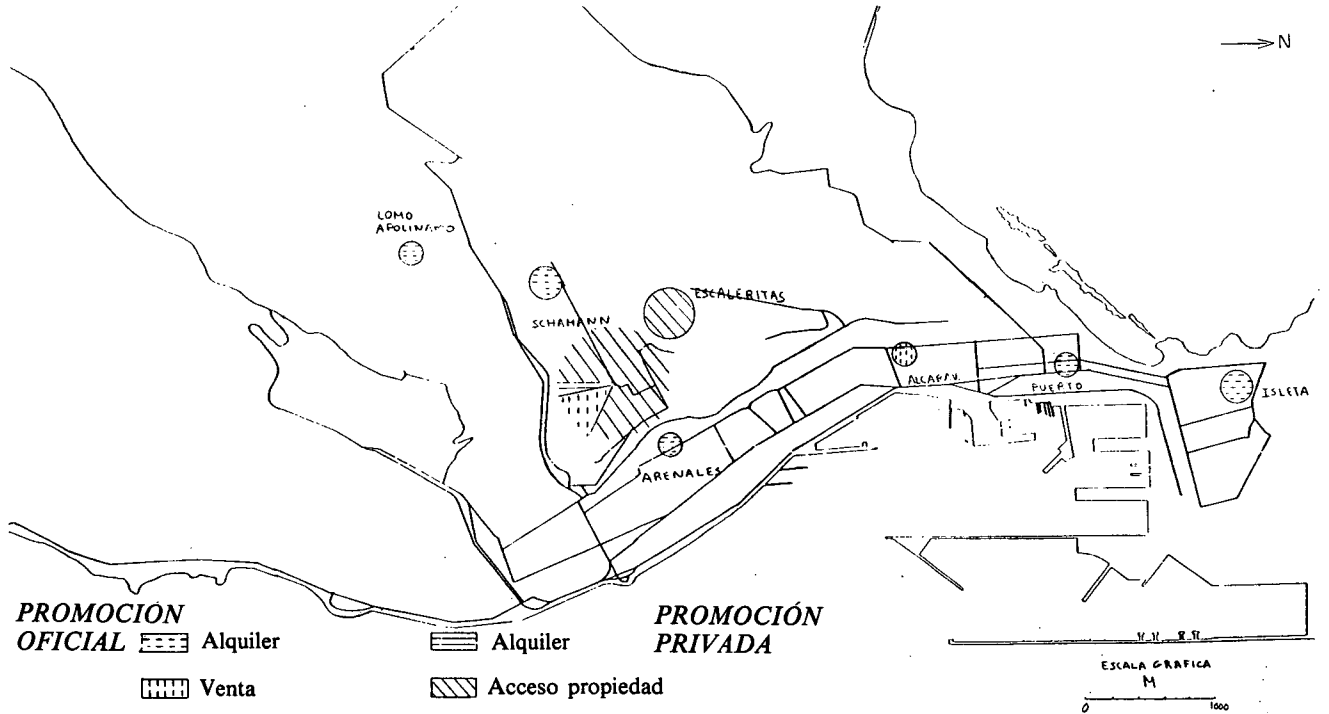 N
LOMO
APOLINARIO
SCHAMANN
ESCALERITAS
ALCARAV.
PUERTO
ISLETA
ARENALES
PROMOCIÓN
OFICIAL
Alquiler
Venta
Alquiler
Acceso propiedad
PROMOCIÓN
PRIVADA
ESCALA GRAFICA
M
0 1000